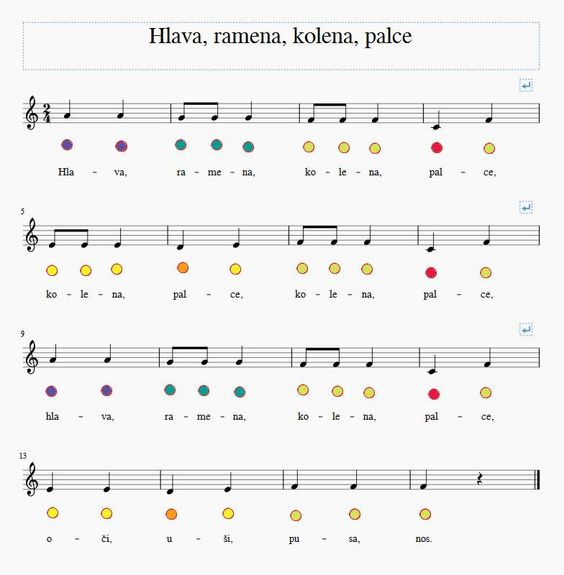 Hlava, ramena, kolena, palce
2
4
Hla – va, ra – me – na, ko – le – na, pal – ce,
5
ko – le – na, pal – ce, ko – le – na, pal – ce,
9
hla – va, ra – me – na, ko – le – na, pal – ce,
13
o – či, u – ši, pu – sa, nos.